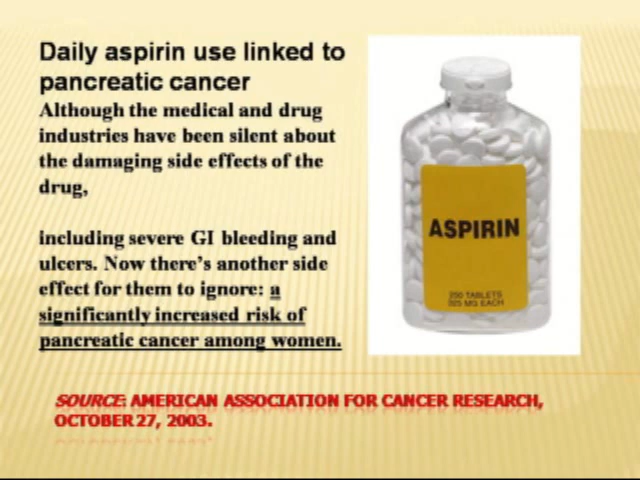 Daily aspirin use linked to
pancreatic cancer
Although the medical and drug
industries have been silent about
the damaging side effects of the
drug,
including severe GI bleeding and
ulcers. Now there's another side
effect for them to ignore: a
significantly increased risk of
pancreatic cancer among women.
ASPIRIN
250 TABLETS
325 MG EACH
SOURCE: AMERICAN ASSOCIATION FOR CANCER RESEARCH,
OCTOBER 27, 2003.